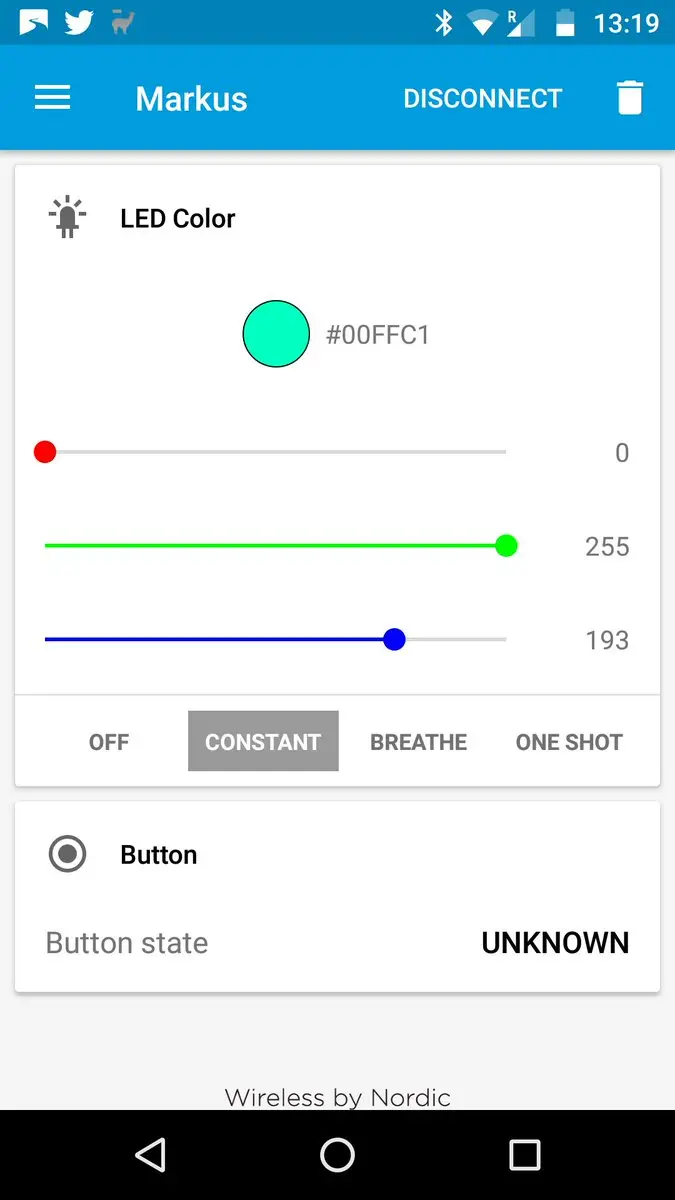 R 13:19
Markus DISCONNECT
LED Color
#00FFC1
0
255
193
OFF CONSTANT BREATHE ONE SHOT
Button
Button state UNKNOWN
Wireless by Nordic